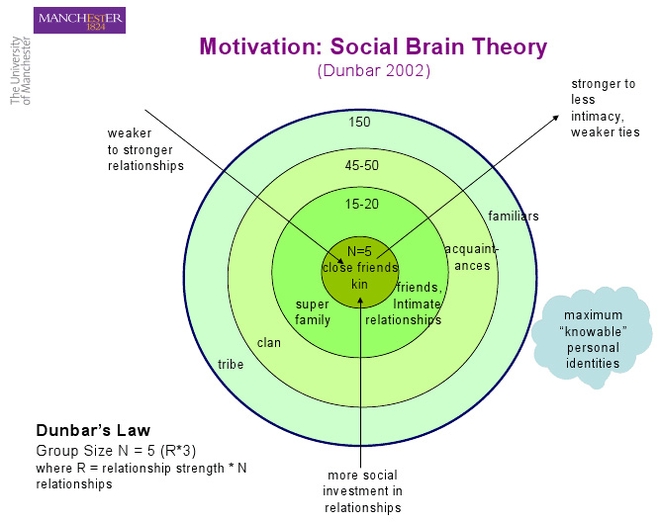 MANCHESTER
1824
The University
of Manchester
Motivation: Social Brain Theory
(Dunbar 2002)
stronger to
less
intimacy,
weaker ties
weaker
to stronger
relationships
150
45-50
15-20
familiars
acquaint-
ances
N=5
close friends
kin
friends,
Intimate
relationships
super
family
clan
tribe
maximum
“knowable”
personal
identities
Dunbar’s Law
Group Size N = 5 (R*3)
where R = relationship strength * N
relationships
more social
investment in
relationships